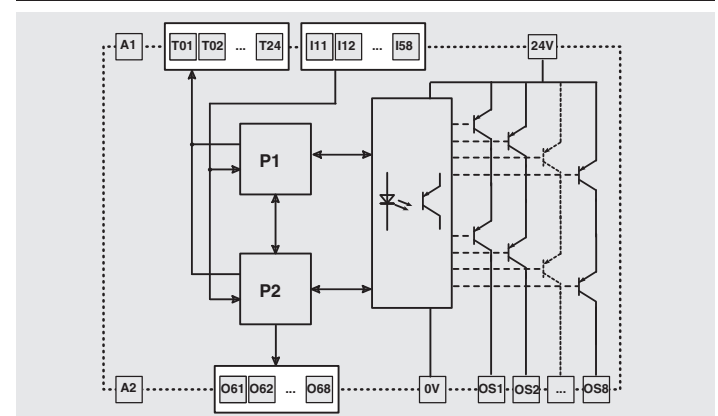 A1 T01 T02 ... T24 I11 I12 ... I58 24V
P1
P2
A2 O61 O62 ... O68 0V OS1 OS2 ... OS8